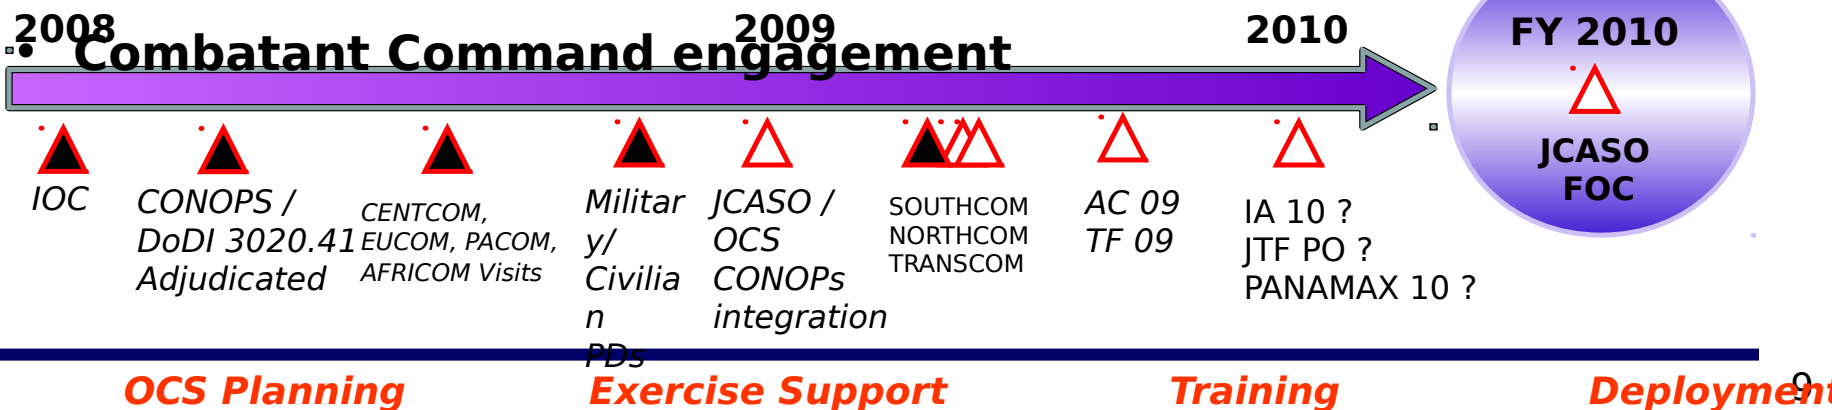 2008
2009
2010
• Combatant Command engagement
FY 2010
JCASO
FOC
IOC
CONOPS /
DoDI 3020.41
Adjudicated
CENTCOM,
EUCOM, PACOM,
AFRICOM Visits
Militar
y/
Civilia
n
PDs
JCASO /
OCS
CONOPs
integration
SOUTHCOM
NORTHCOM
TRANSCOM
AC 09
TF 09
IA 10 ?
JTF PO ?
PANAMAX 10 ?
OCS Planning
Exercise Support
Training
Deployment
9